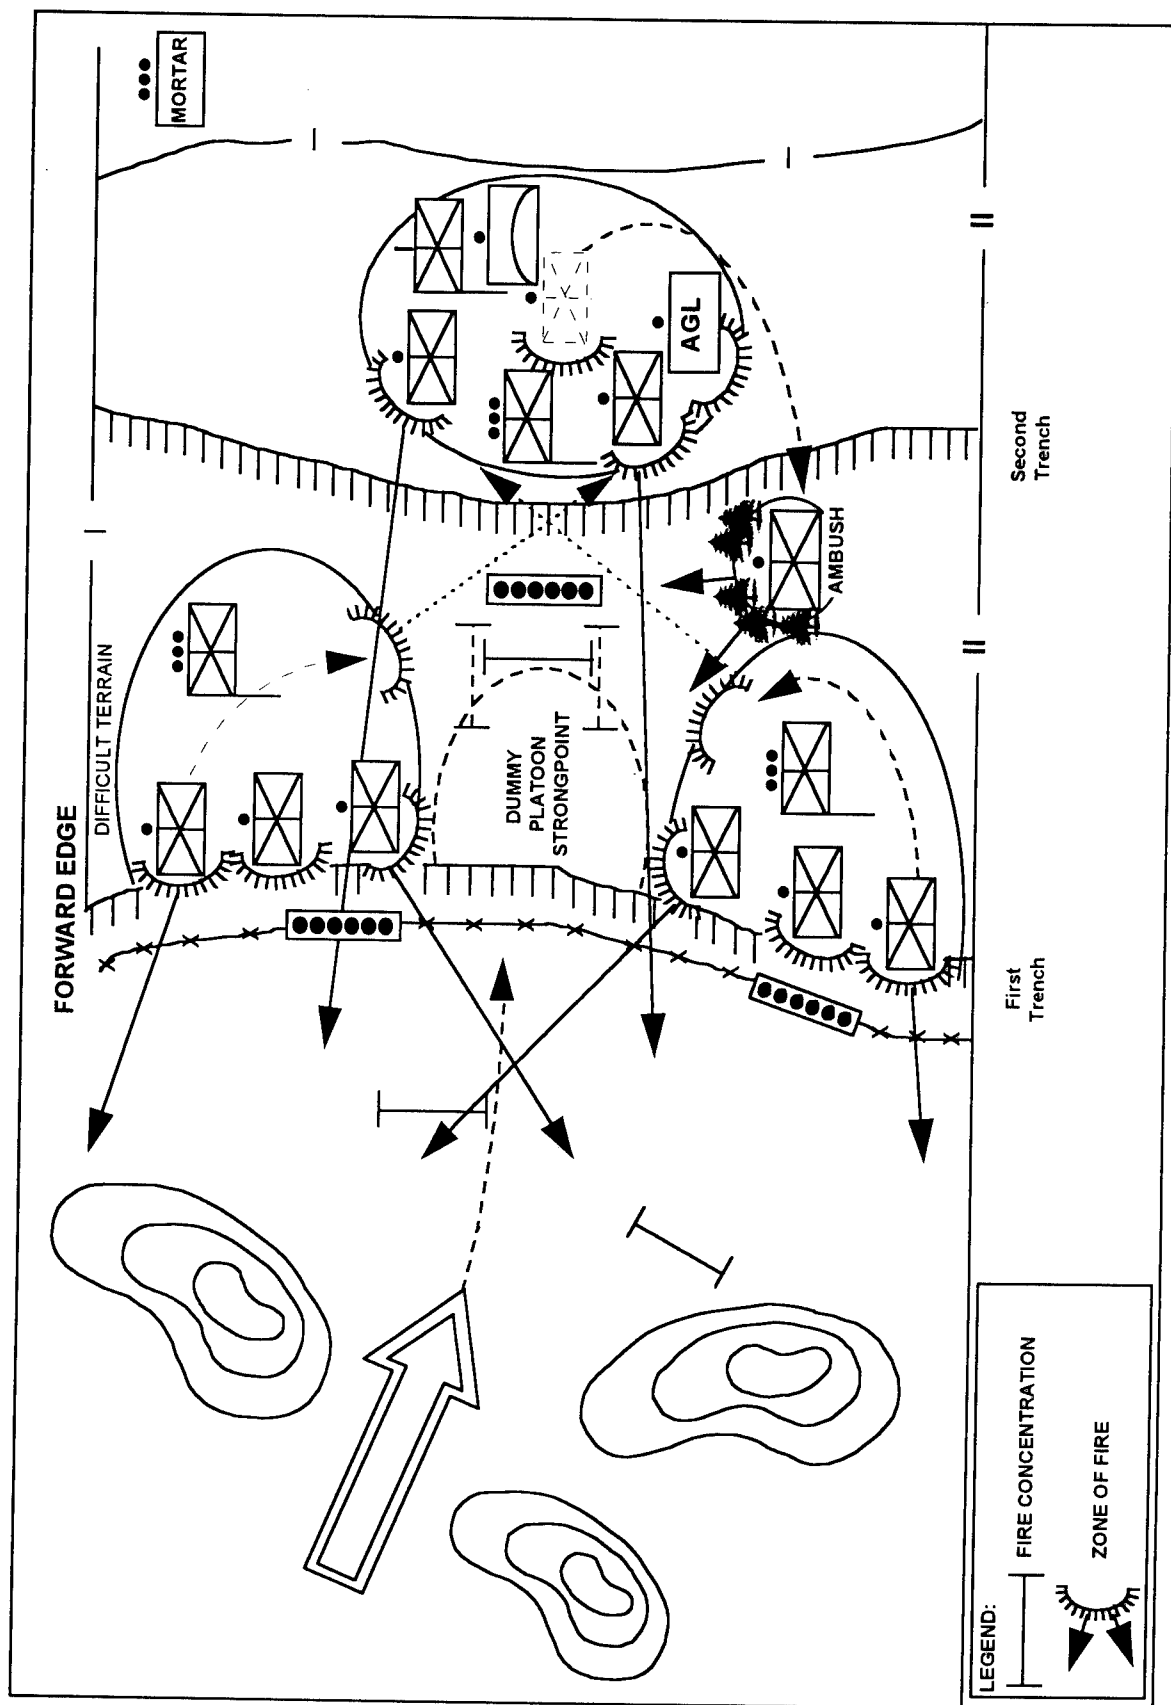 FORWARD EDGE
DIFFICULT TERRAIN
MORTAR
AGL
DUMMY
PLATOON
STRONGPOINT
AMBUSH
First
Trench
Second
Trench
LEGEND:
FIRE CONCENTRATION
ZONE OF FIRE